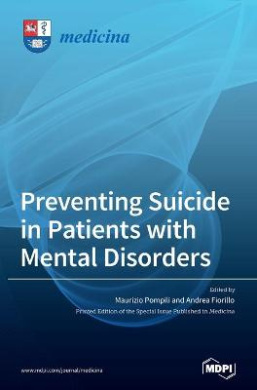 medicina
Preventing Suicide
in Patients with
Mental Disorders
Edited by
Maurizio Pompili and Andrea Fiorillo
Printed Edition of the Special Issue Published in Medicina
www.mdpi.com/journal/medicina
MDPI